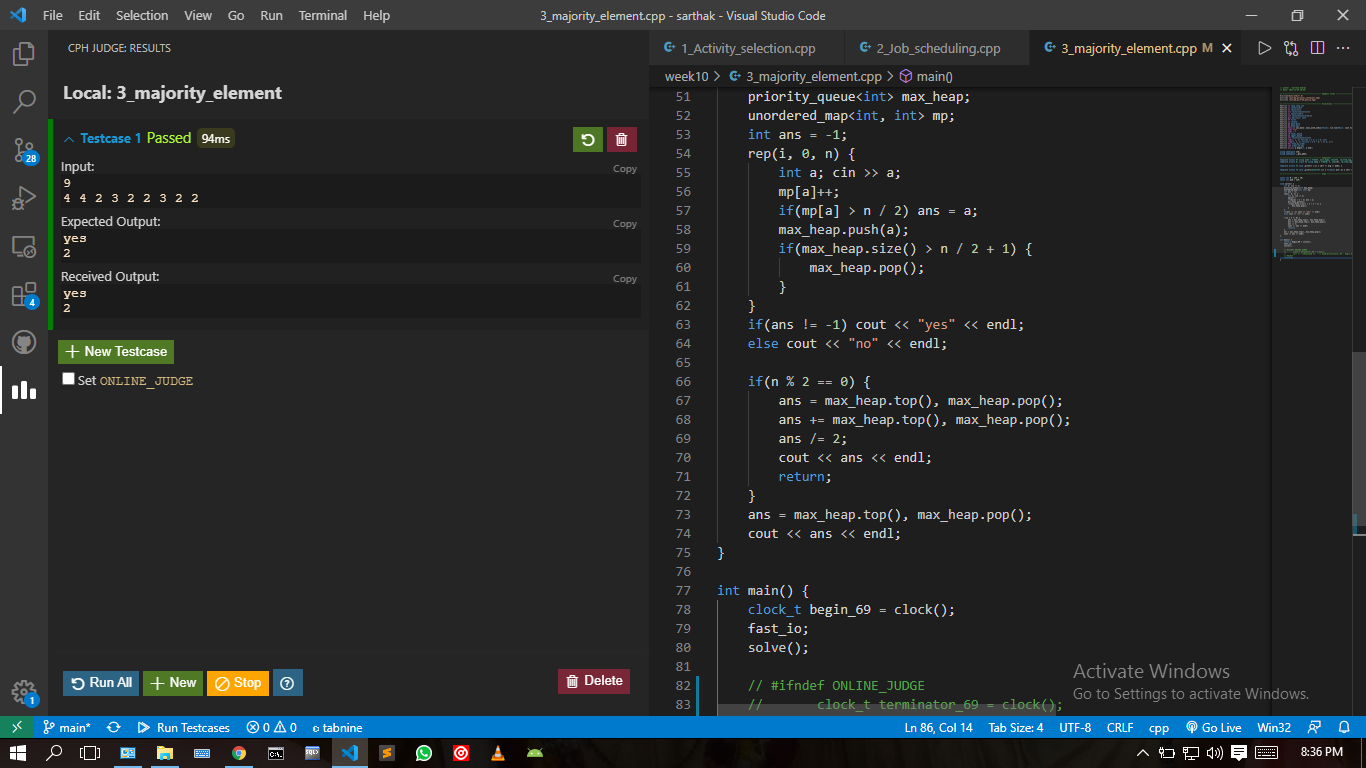 File Edit Selection View Go Run Terminal Help 3_majority_element.cpp - sarthak - Visual Studio Code
CPH JUDGE: RESULTS
Local: 3_majority_element
Testcase 1 Passed 94ms
Input:
Copy
9
4 4 2 3 2 2 3 2 2
Expected Output:
Copy
yes
2
Received Output:
Copy
yes
2
New Testcase
Set ONLINE_JUDGE
Run All New Stop Delete
28
4
1
1_Activity_selection.cpp 2_Job_scheduling.cpp 3_majority_element.cpp M
week10 > 3_majority_element.cpp > main()
51 priority_queue<int> max_heap;
52 unordered_map<int, int> mp;
53 int ans = -1;
54 rep(i, 0, n) {
55 int a; cin >> a;
56 mp[a]++;
57 if(mp[a] > n / 2) ans = a;
58 max_heap.push(a);
59 if(max_heap.size() > n / 2 + 1) {
60 max_heap.pop();
61 }
62 }
63 if(ans != -1) cout << "yes" << endl;
64 else cout << "no" << endl;
65
66 if(n % 2 == 0) {
67 ans = max_heap.top(), max_heap.pop();
68 ans += max_heap.top(), max_heap.pop();
69 ans /= 2;
70 cout << ans << endl;
71 return;
72 }
73 ans = max_heap.top(), max_heap.pop();
74 cout << ans << endl;
75 }
76
77 int main() {
78 clock_t begin_69 = clock();
79 fast_io;
80 solve();
81
82 // #ifndef ONLINE_JUDGE
83 // clock_t terminator_69 = clock();
Activate Windows
Go to Settings to activate Windows.
main* Run Testcases 0 0 tabnine Ln 86, Col 14 Tab Size: 4 UTF-8 CRLF cpp Go Live Win32
8:36 PM